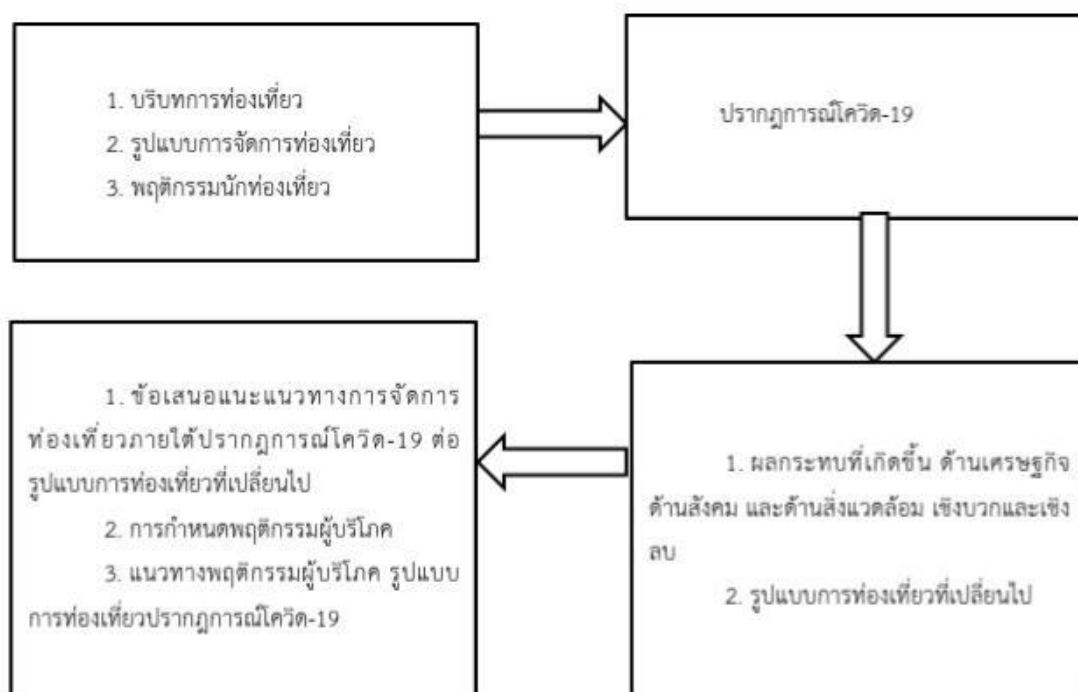 1. บริบทการท่องเที่ยว
2. รูปแบบการจัดการท่องเที่ยว
3. พฤติกรรมนักท่องเที่ยว
ปรากฎการณ์โควิด-19
1. ผลกระทบที่เกิดขึ้น ด้านเศรษฐกิจ
ด้านสังคม และด้านสิ่งแวดล้อม เชิงบวกและเชิง
ลบ
2. รูปแบบการท่องเที่ยวที่เปลี่ยนไป
1. ข้อเสนอแนะแนวทางการจัดการ
ท่องเที่ยวภายใต้ปรากฎการณ์โควิด-19 ต่อ
รูปแบบการท่องเที่ยวที่เปลี่ยนไป
2. การกำหนดพฤติกรรมผู้บริโภค
3. แนวทางพฤติกรรมผู้บริโภค รูปแบบ
การท่องเที่ยวปรากฎการณ์โควิด-19